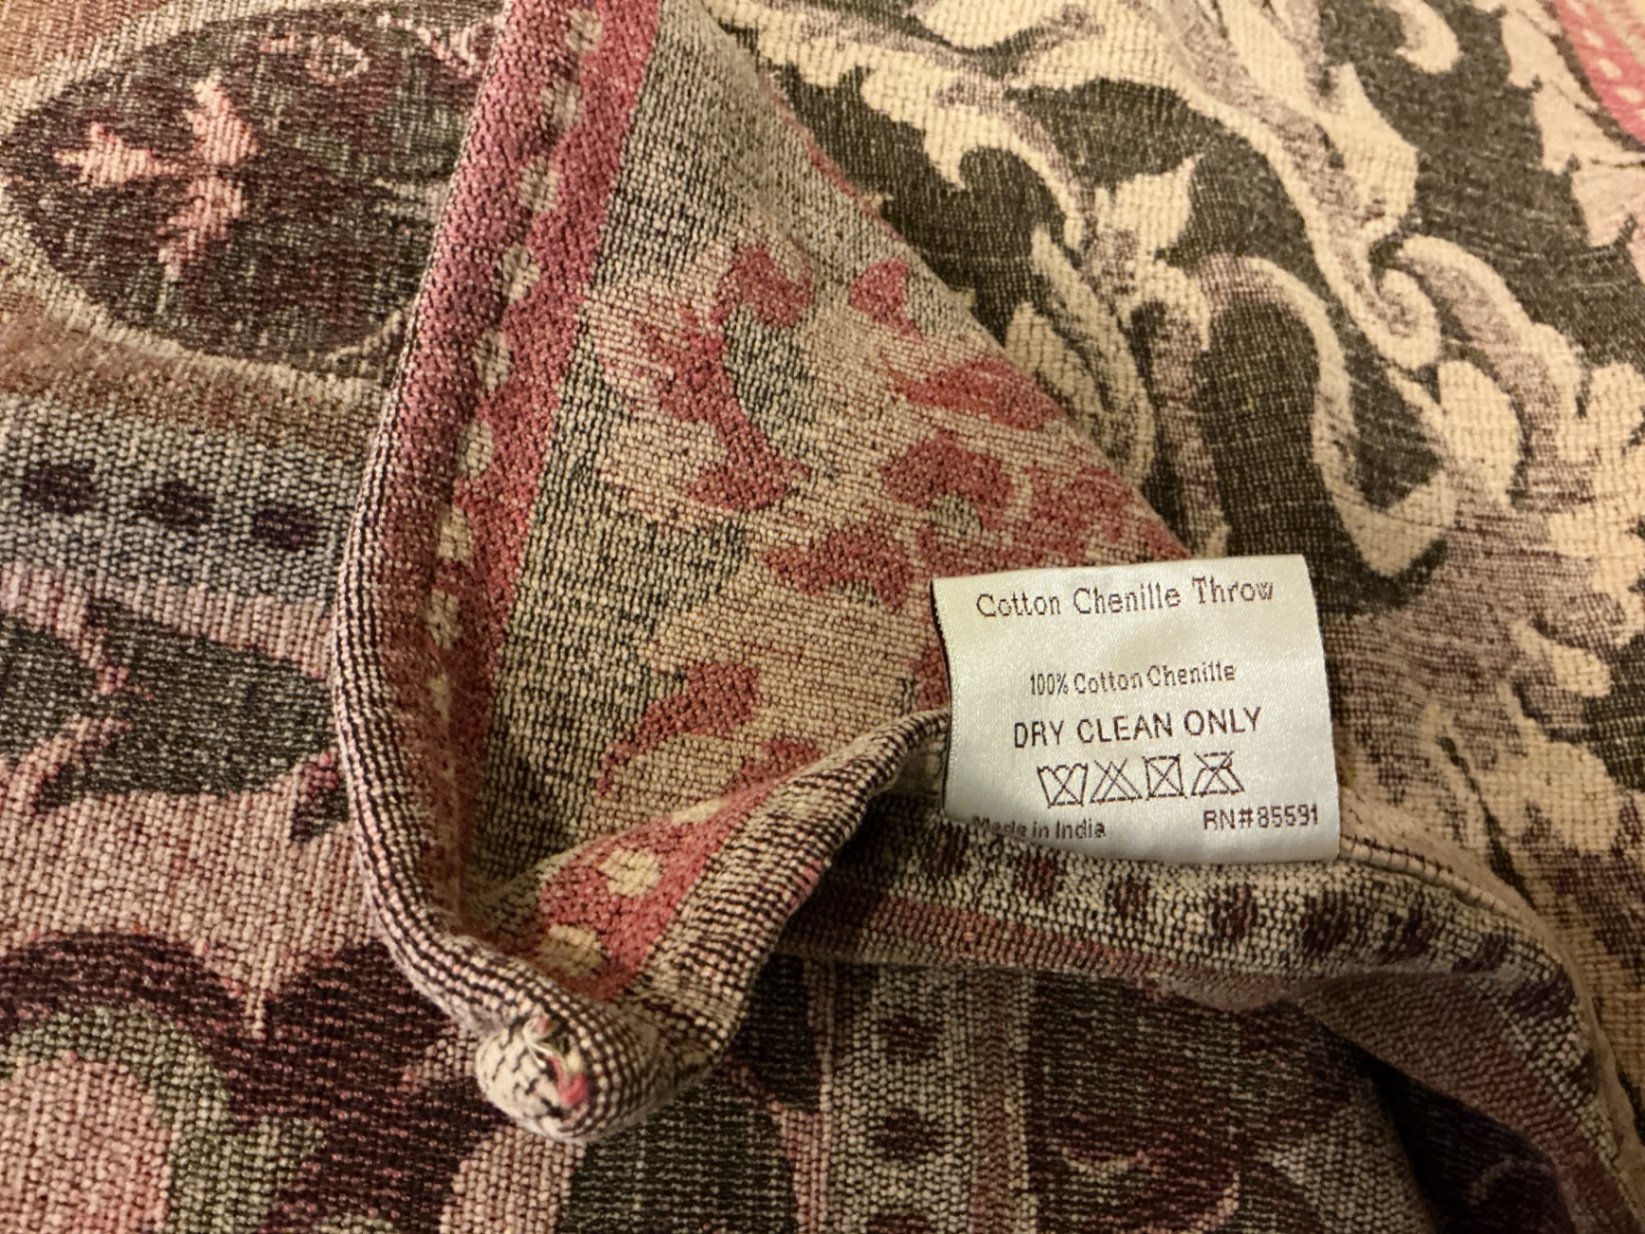 Cotton Chenille Throw
100% Cotton Chenille
DRY CLEAN ONLY
Made in India RN#85591